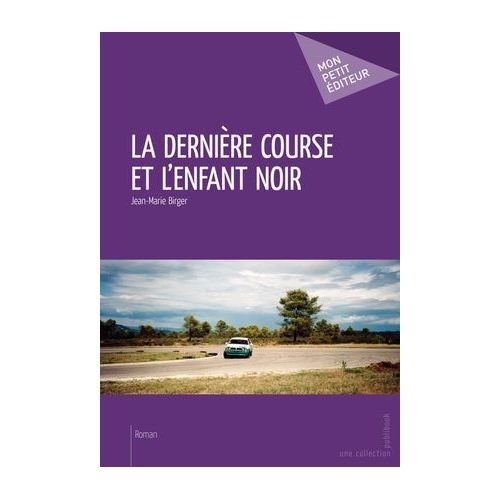 MON
PETIT
ÉDITEUR
LA DERNIÈRE COURSE
ET L'ENFANT NOIR
Jean-Marie Birger
Roman
une collection
publibook